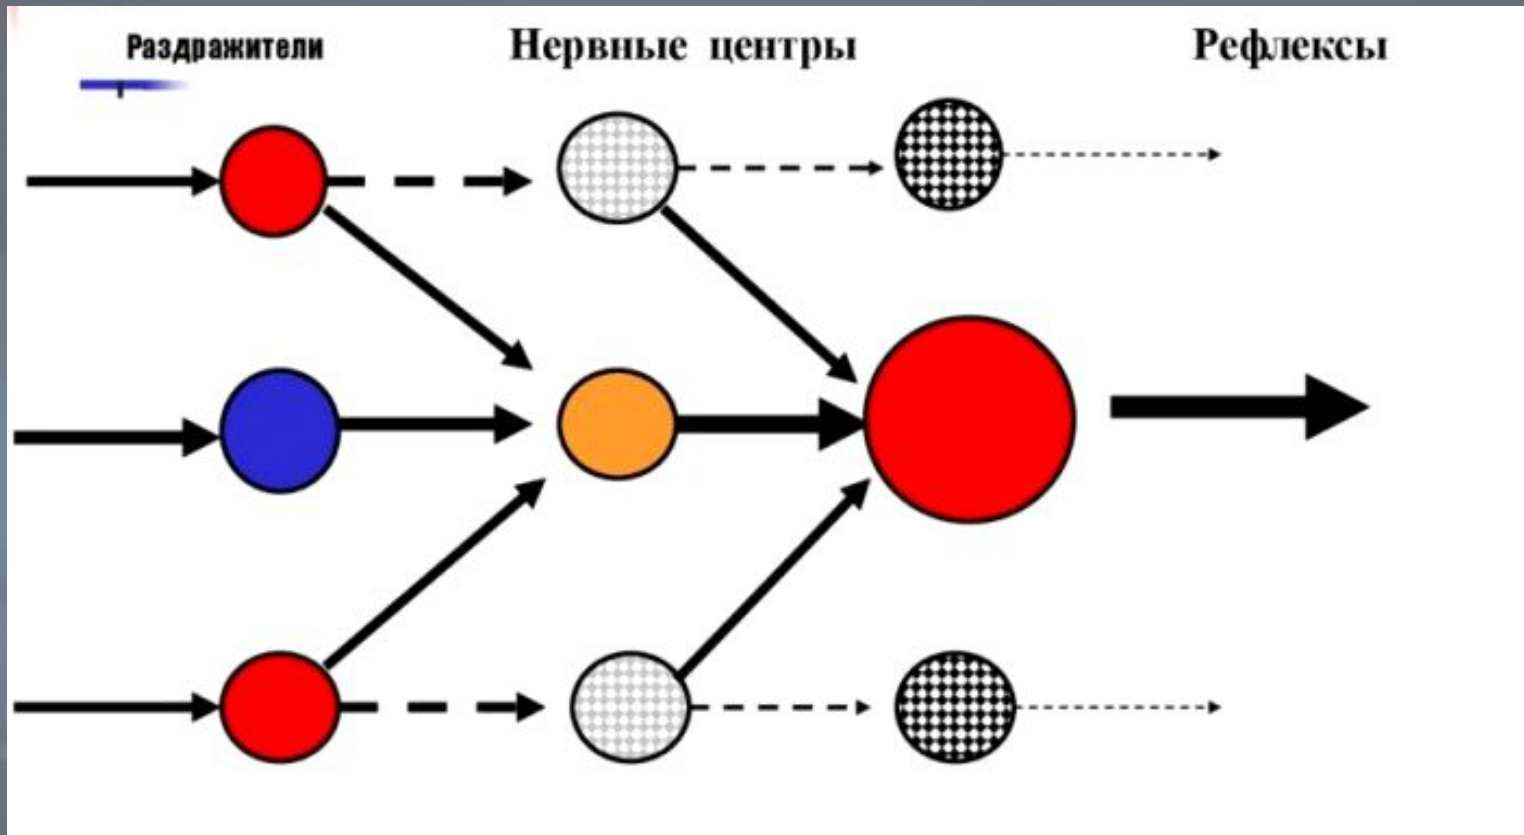 Раздражители
Нервные центры
Рефлексы